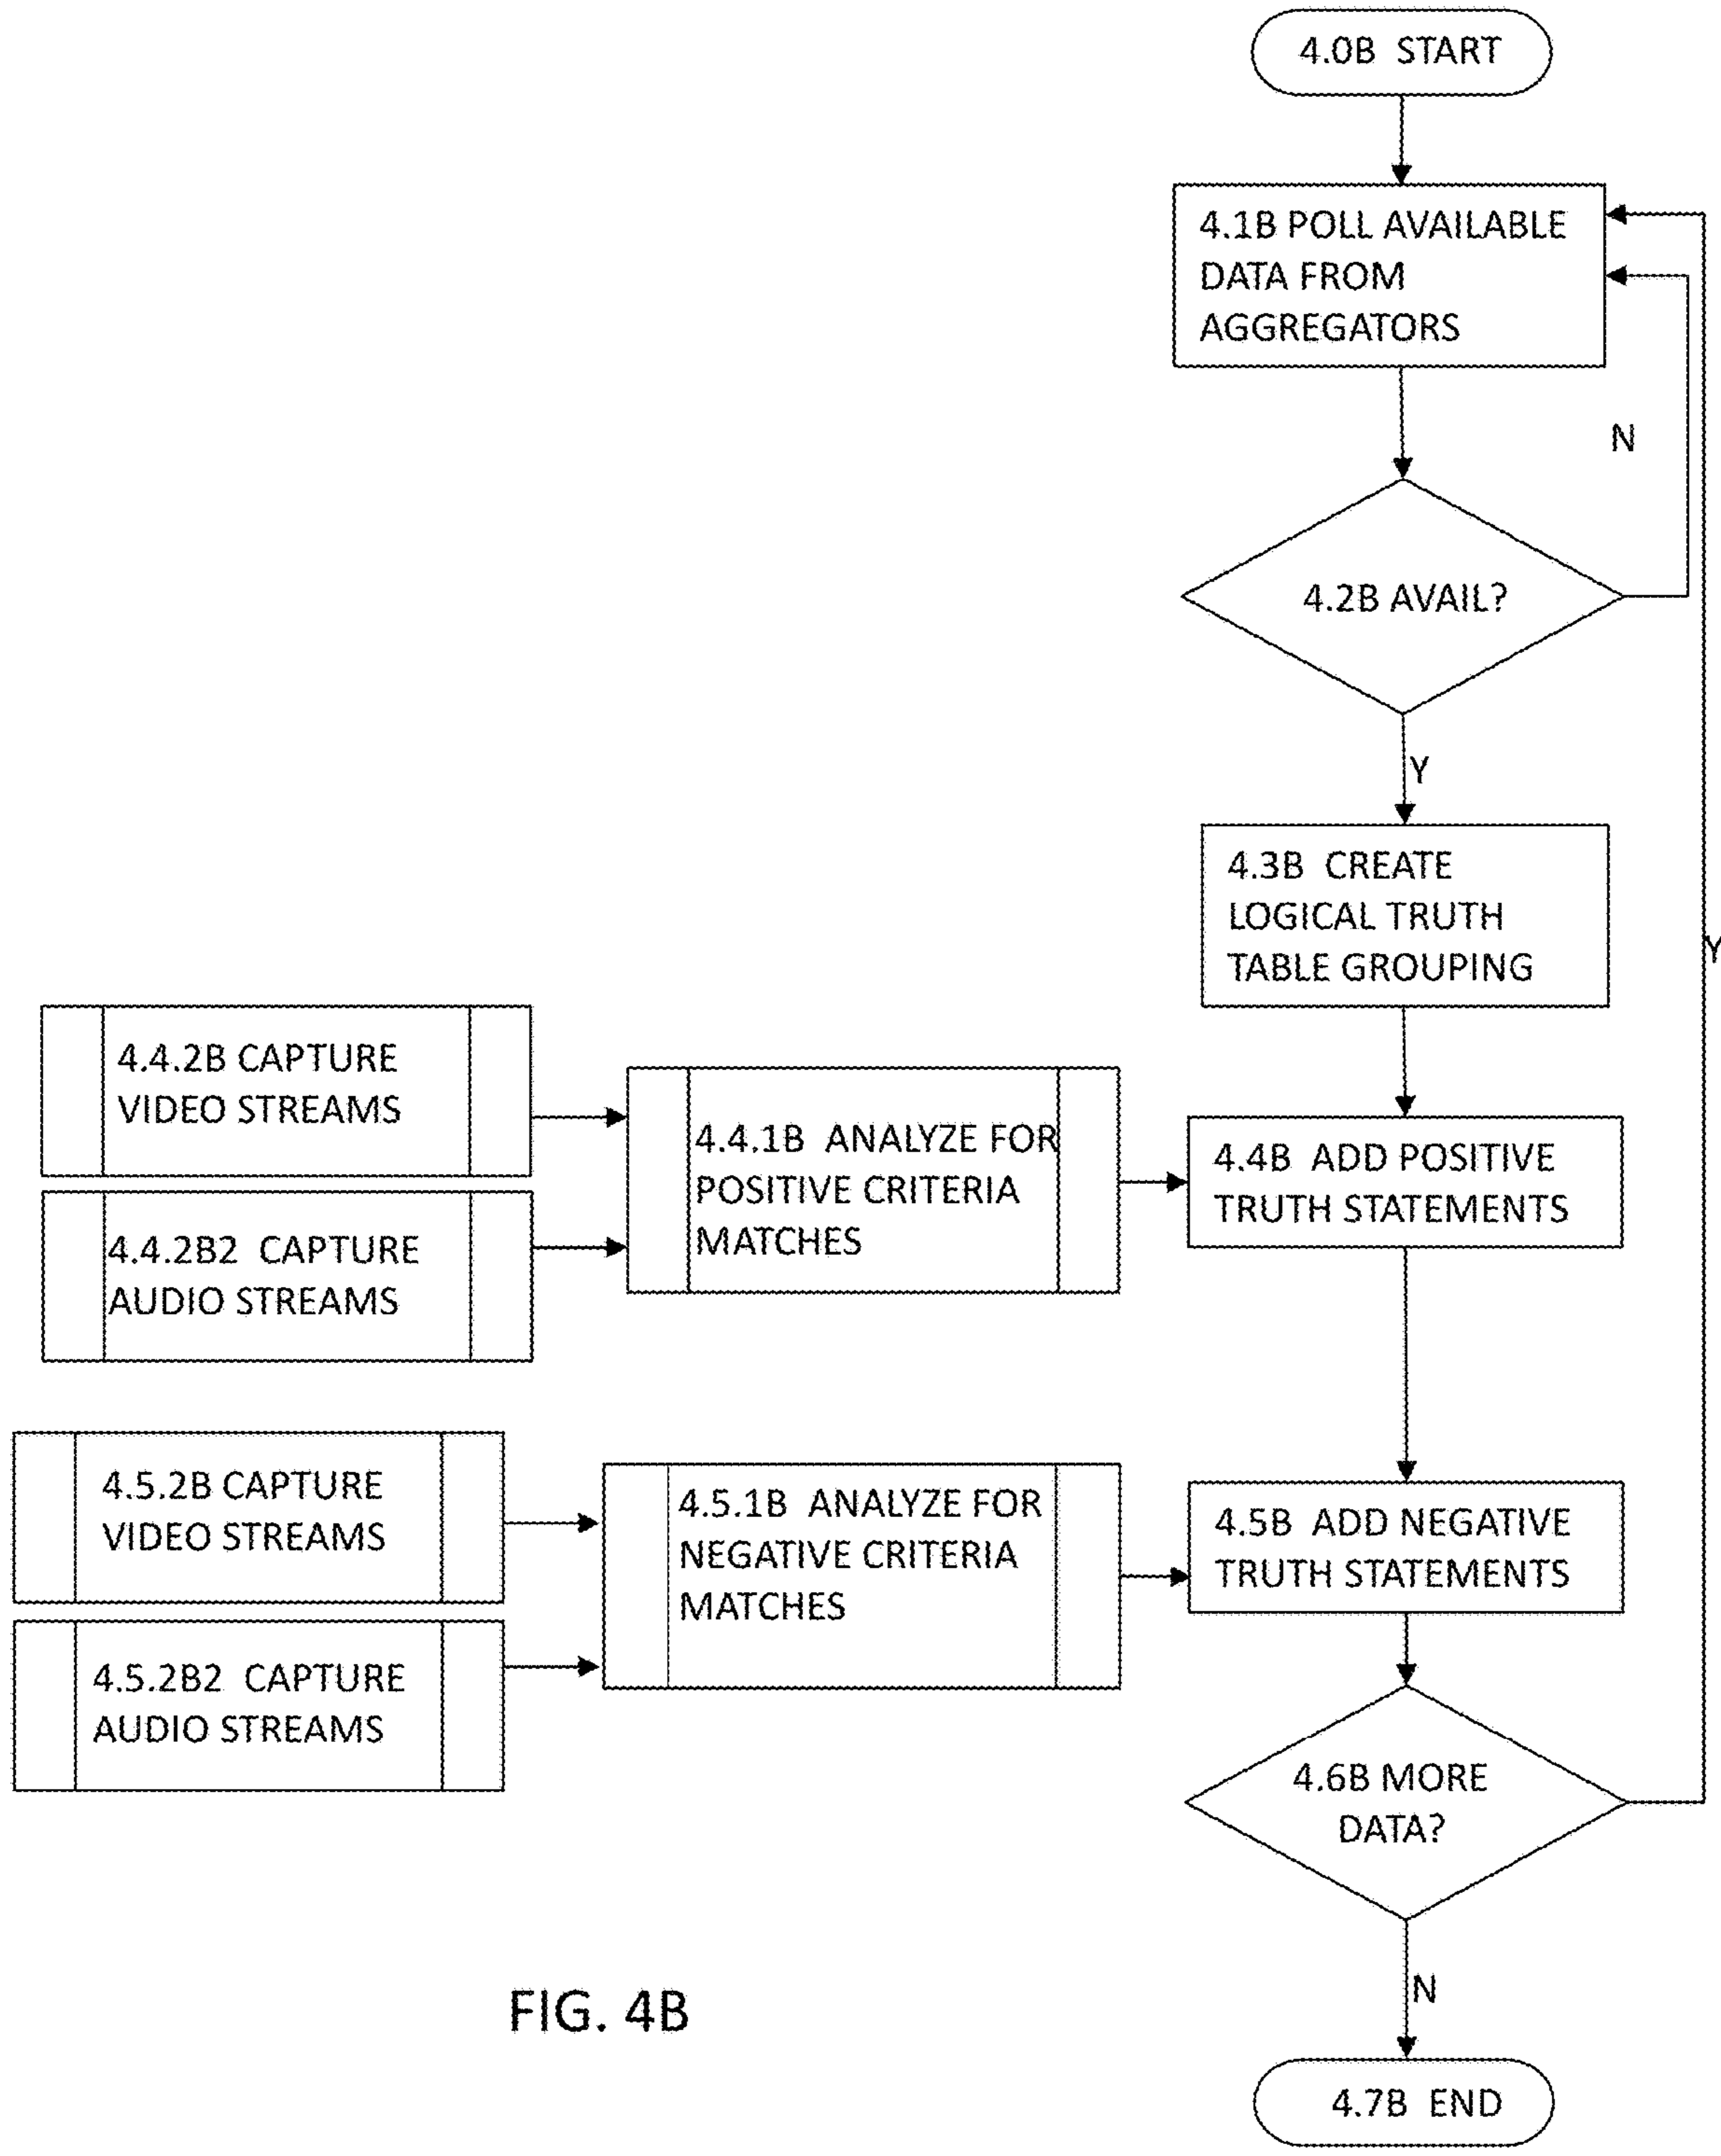 4.0B START
4.1B POLL AVAILABLE
DATA FROM
AGGREGATORS
N
4.2B AVAIL?
Y
4.3B CREATE
LOGICAL TRUTH
TABLE GROUPING
Y
4.4.2B CAPTURE
VIDEO STREAMS
4.4.2B2 CAPTURE
AUDIO STREAMS
4.4.1B ANALYZE FOR
POSITIVE CRITERIA
MATCHES
4.4B ADD POSITIVE
TRUTH STATEMENTS
4.5.2B CAPTURE
VIDEO STREAMS
4.5.2B2 CAPTURE
AUDIO STREAMS
4.5.1B ANALYZE FOR
NEGATIVE CRITERIA
MATCHES
4.5B ADD NEGATIVE
TRUTH STATEMENTS
4.6B MORE
DATA?
N
FIG. 4B
4.7B END